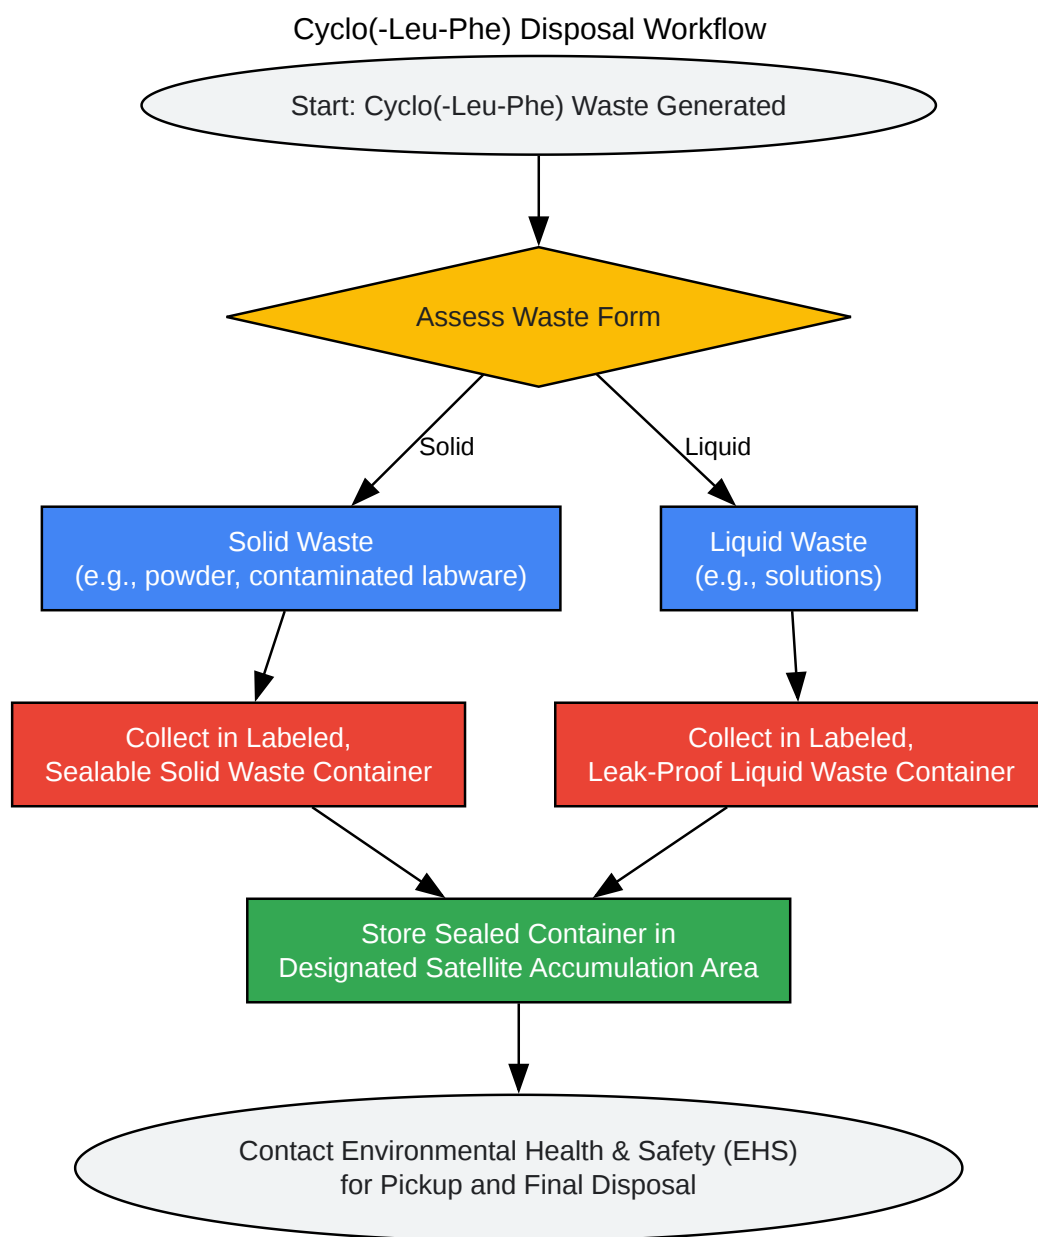 Cyclo(-Leu-Phe) Disposal Workflow
Start: Cyclo(-Leu-Phe) Waste Generated
Assess Waste Form
Solid
Liquid
Solid Waste
(e.g., powder, contaminated labware)
Liquid Waste
(e.g., solutions)
Collect in Labeled,
Sealable Solid Waste Container
Collect in Labeled,
Leak-Proof Liquid Waste Container
Store Sealed Container in
Designated Satellite Accumulation Area
Contact Environmental Health & Safety (EHS)
for Pickup and Final Disposal